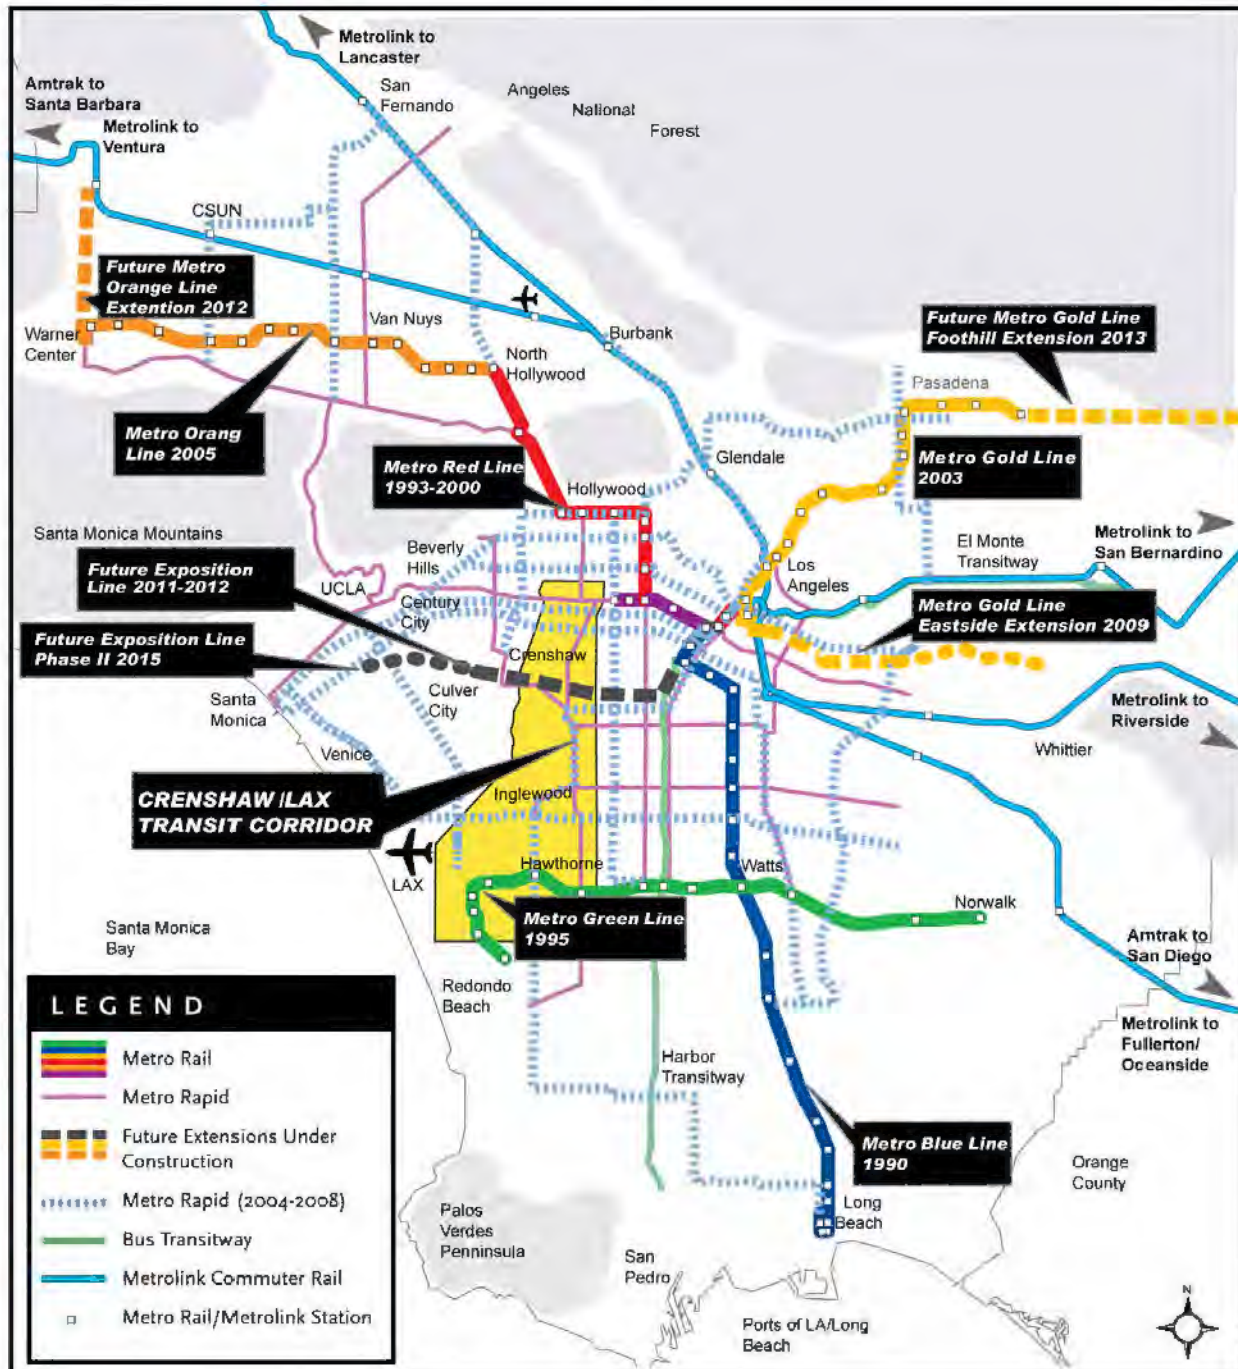 Metrolink to
Lancaster
Amtrak to
Santa Barbara
San
Fernando
Angeles
National
Forest
Metrolink to
Ventura
CSUN
Future Metro
Orange Line
Extention 2012
Van Nuys
Burbank
Future Metro Gold Line
Foothill Extension 2013
Warner
Center
North
Hollywood
Pasadena
Metro Orang
Line 2005
Metro Red Line
1993-2000
Hollywood
Glendale
Metro Gold Line
2003
Santa Monica Mountains
Beverly
Hills
El Monte
Transitway
Metrolink to
San Bernardino
Future Exposition
Line 2011-2012
UCLA
Century
City
Los
Angeles
Metro Gold Line
Eastside Extension 2009
Future Exposition Line
Phase II 2015
Crenshaw
Culver
City
Santa
Monica
Metrolink to
Riverside
Venice
Whittier
CRENSHAW /LAX
TRANSIT CORRIDOR
Inglewood
LAX
Hawthorne
Watts
Metro Green Line
1995
Norwalk
Santa Monica
Bay
Amtrak to
San Diego
Redondo
Beach
LEGEND
Metro Rail
Metro Rapid
Future Extensions Under
Construction
Metro Rapid (2004-2008)
Bus Transitway
Metrolink Commuter Rail
Metro Rail/Metrolink Station
Harbor
Transitway
Metrolink to
Fullerton/
Oceanside
Metro Blue Line
1990
Orange
County
Long
Beach
Palos
Verdes
Penninsula
San
Pedro
Ports of LA/Long
Beach
N